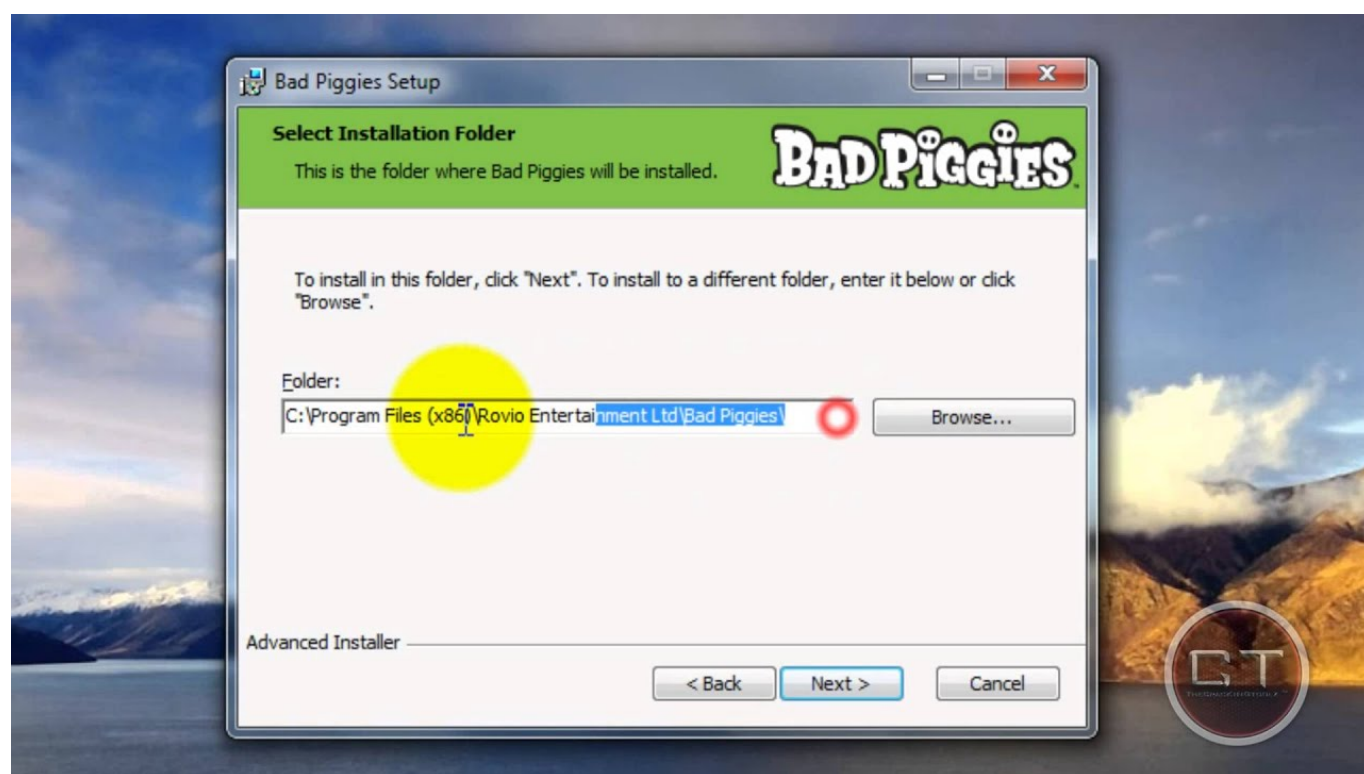 Bad Piggies Setup
Select Installation Folder
This is the folder where Bad Piggies will be installed.
BAD PIGGIES
To install in this folder, click "Next". To install to a different folder, enter it below or click
"Browse".
Folder:
C:\Program Files (x86)\Rovio Entertainment Ltd\Bad Piggies\
Browse...
Advanced Installer
< Back
Next >
Cancel